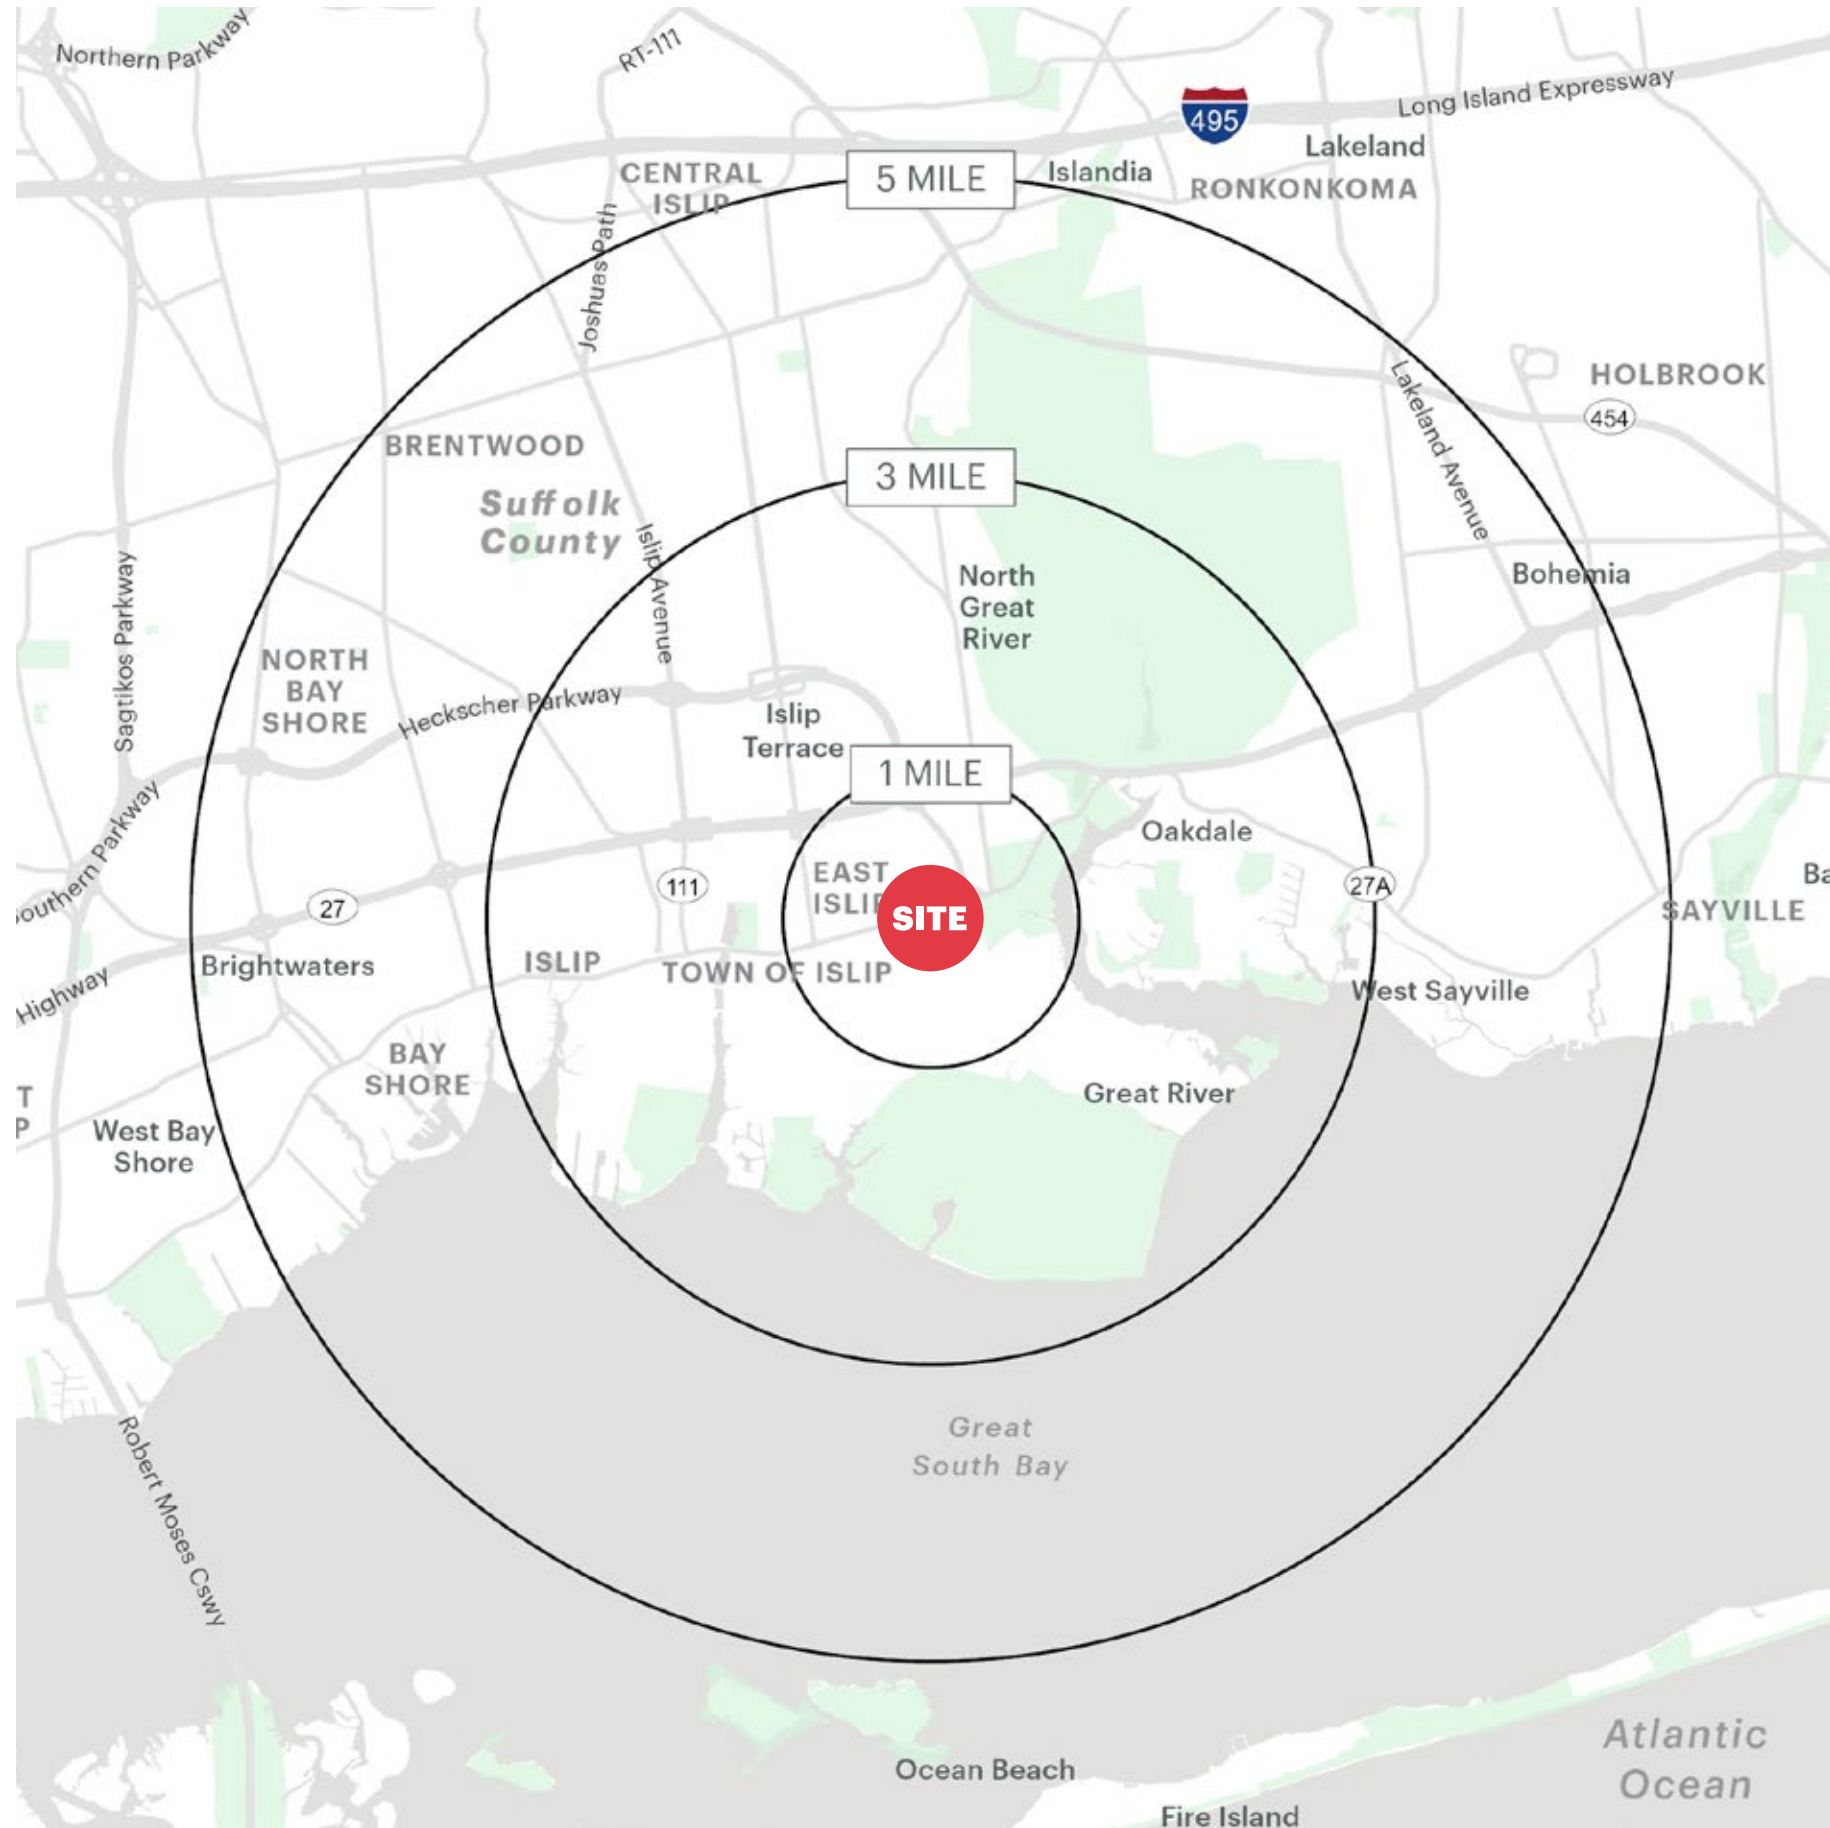 Northern Parkway
RT-111
495
Long Island Expressway
Lakeland
CENTRAL
ISLIP
5 MILE
Islandia
RONKONKOMA
Joshuas Path
HOLBROOK
454
Lakeland Avenue
BRENTWOOD
Suffolk
County
3 MILE
Islip Avenue
North
Great
River
Bohemia
Sagtikos Parkway
NORTH
BAY
SHORE
Heckscher Parkway
Islip
Terrace
1 MILE
Southern Parkway
Oakdale
EAST
ISLIP
SITE
111
27
27A
Ba
SAYVILLE
Brightwaters
ISLIP
TOWN OF ISLIP
West Sayville
Highway
BAY
SHORE
Great River
T
P
West Bay
Shore
Great
South Bay
Robert Moses Cswy
Ocean Beach
Fire Island
Atlantic
Ocean